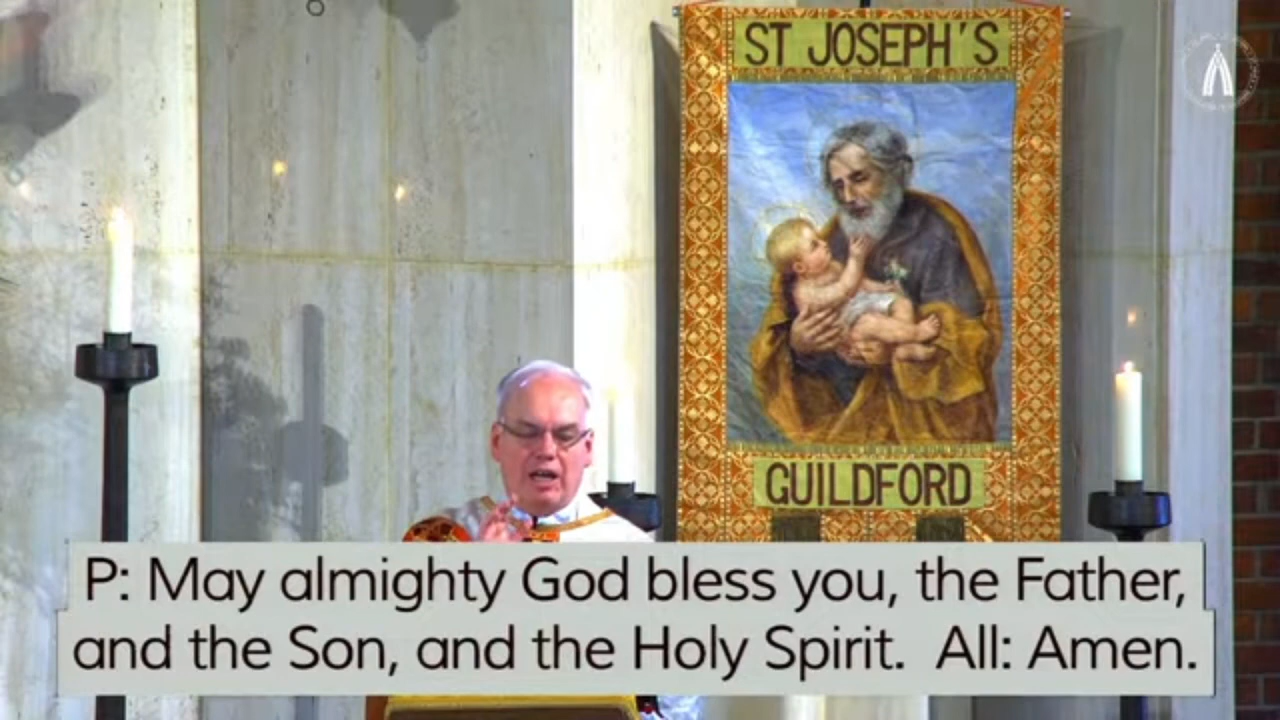 ST JOSEPH'S
GUILDFORD
P: May almighty God bless you, the Father,
and the Son, and the Holy Spirit.  All: Amen.